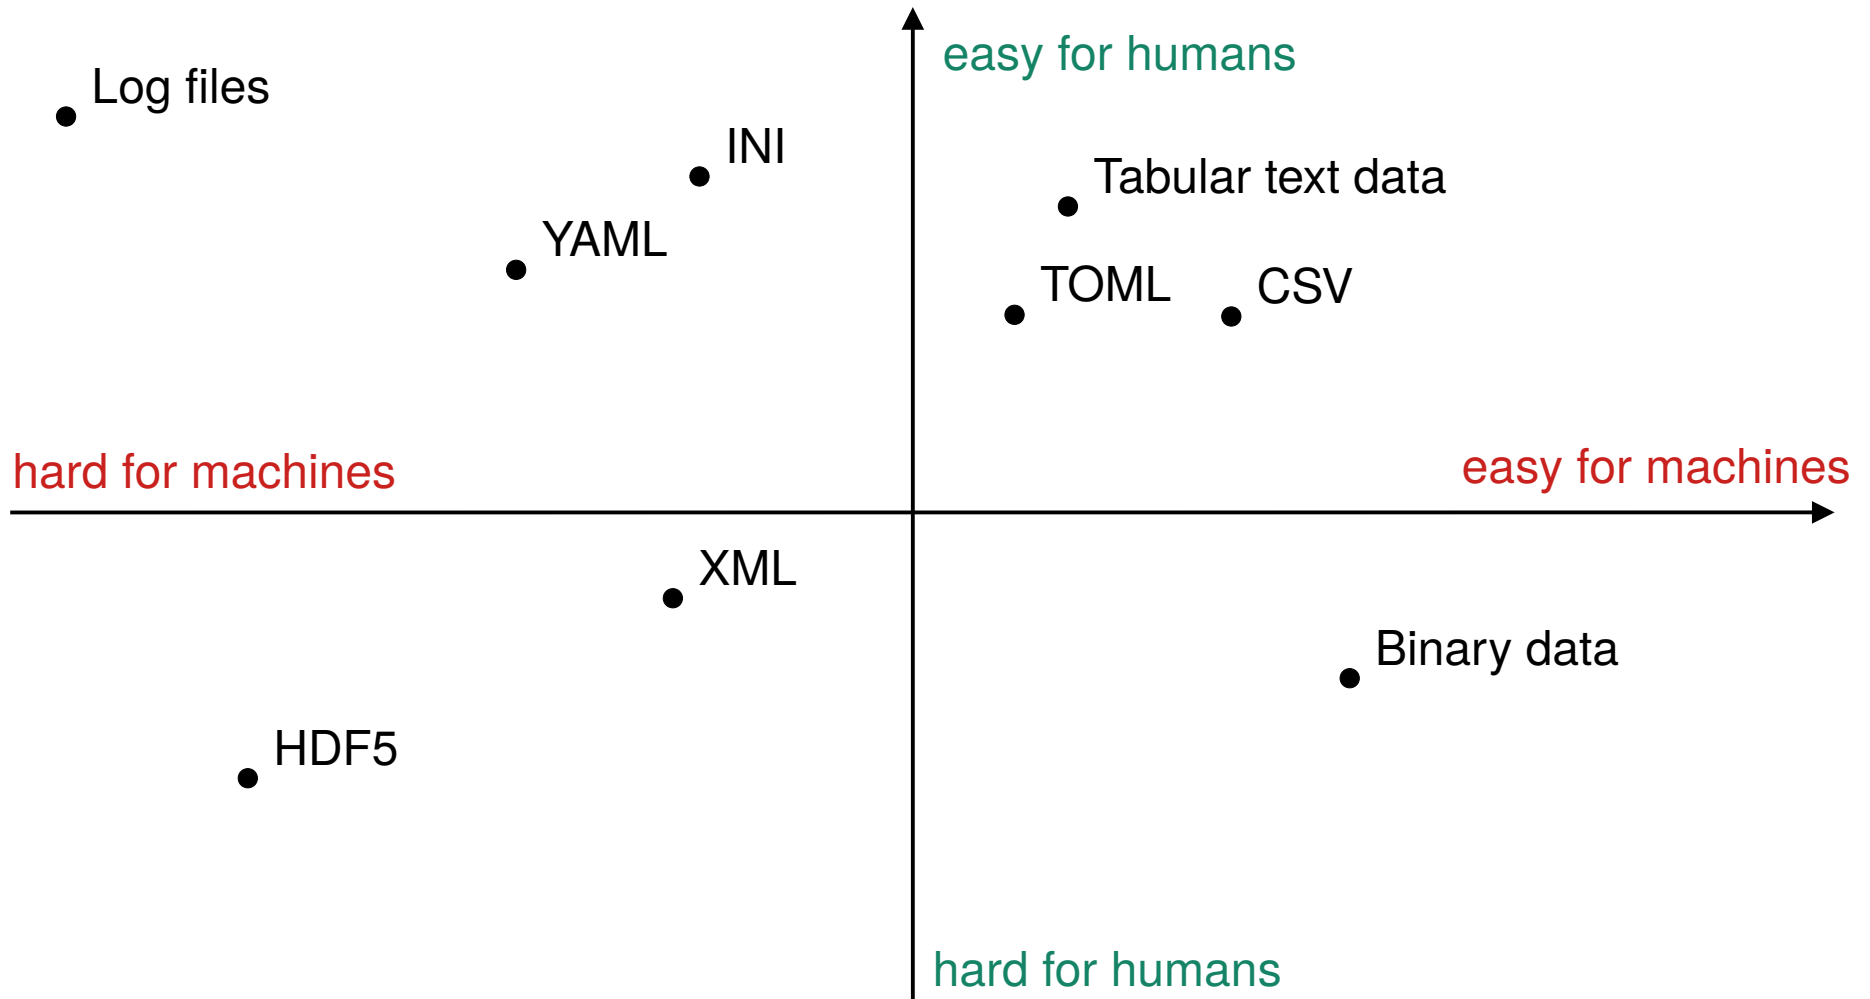 easy for humans
Log files
INI
Tabular text data
YAML
TOML
CSV
hard for machines
easy for machines
XML
Binary data
HDF5
hard for humans